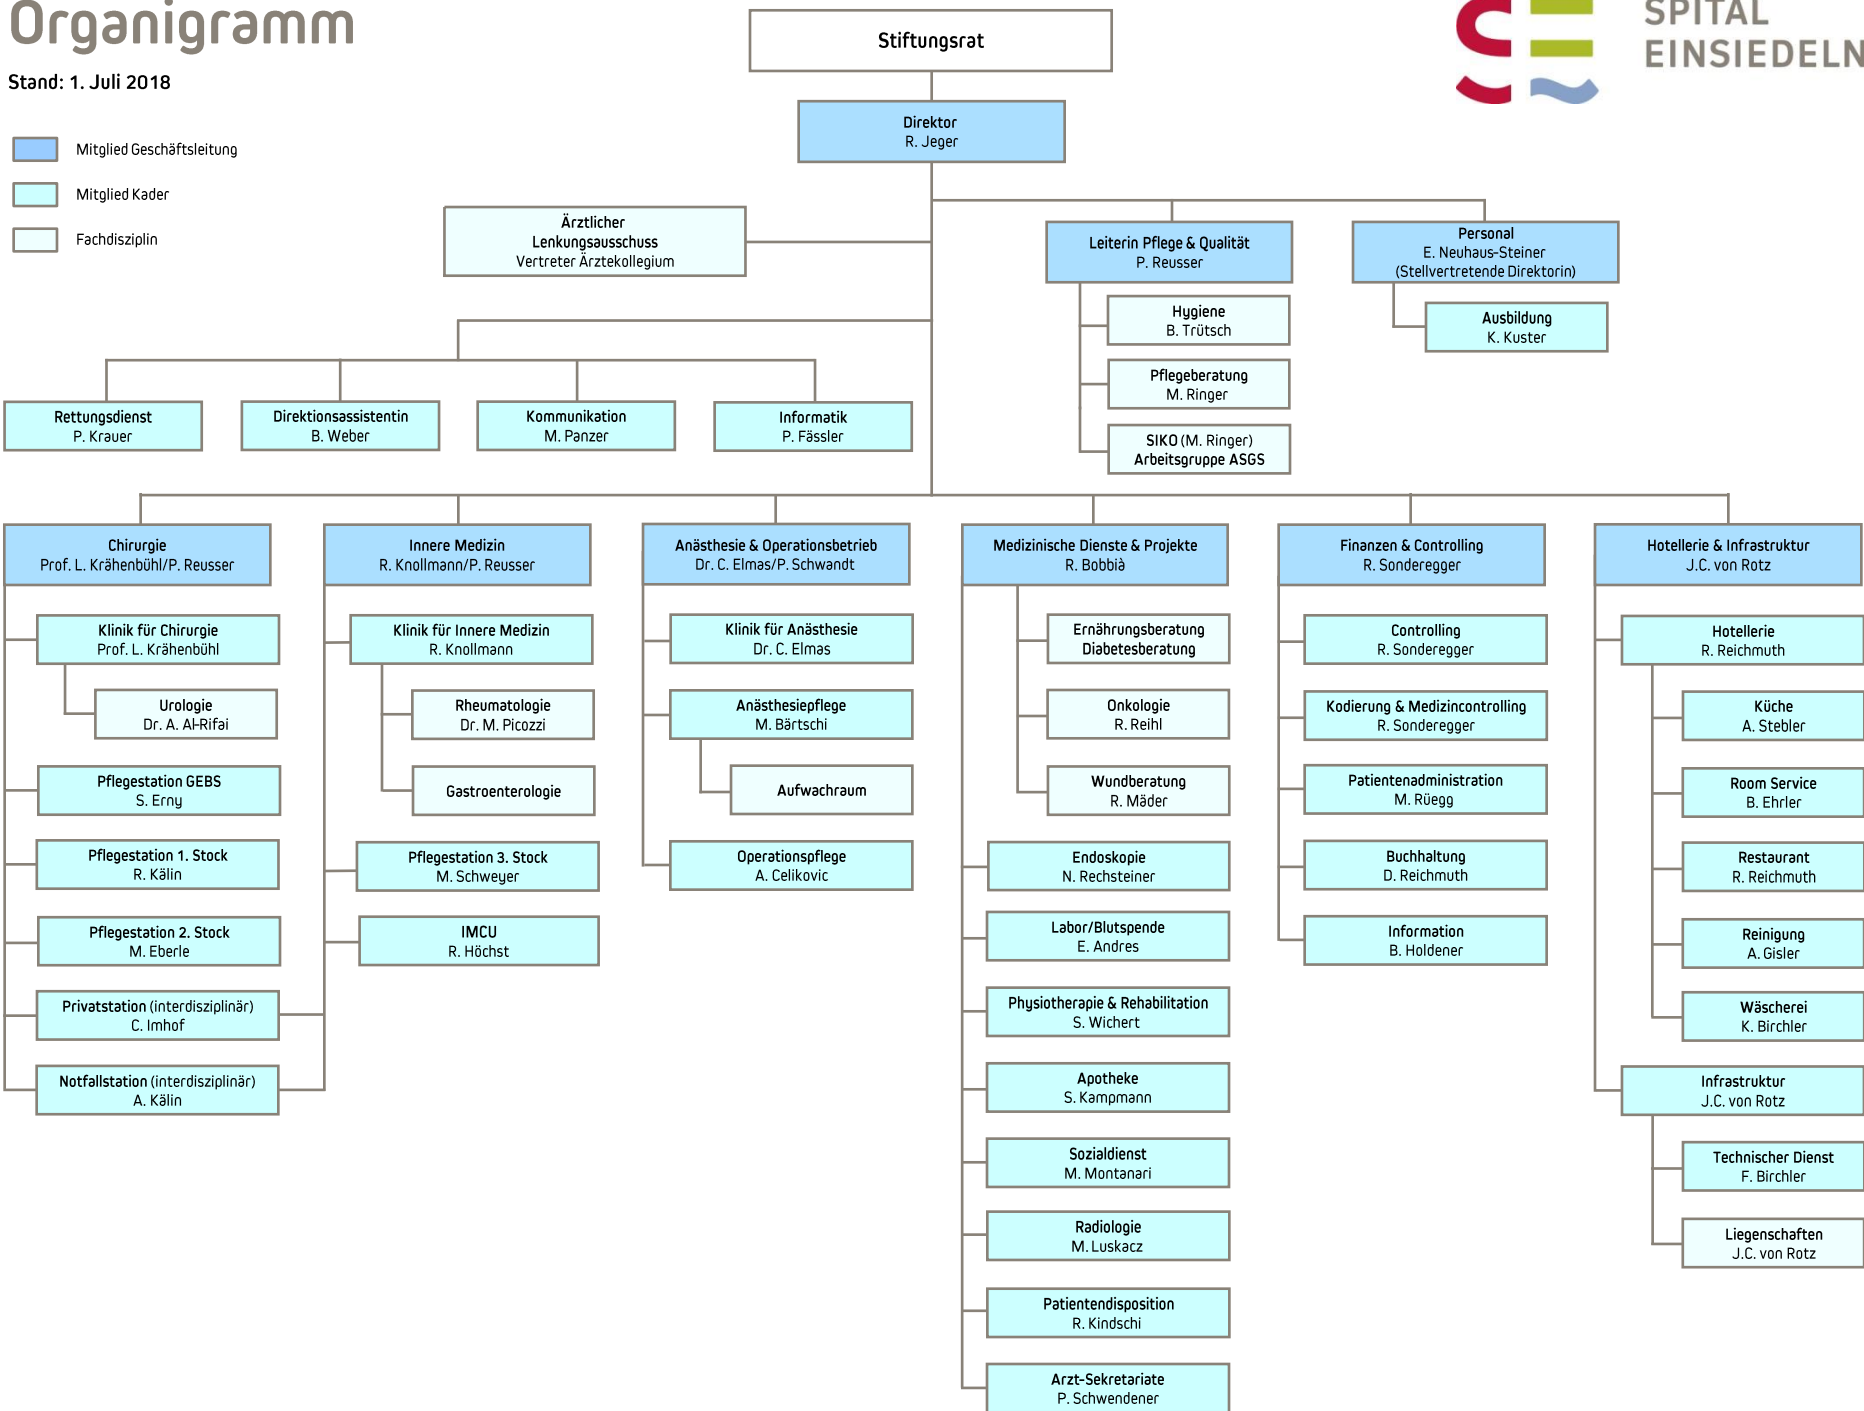 Organigramm
Stand: 1. Juli 2018
SPITAL
EINSIEDELN
Mitglied Geschäftsleitung
Mitglied Kader
Fachdisziplin
Stiftungsrat
Direktor
R. Jeger
Ärztlicher
Lenkungsausschuss
Vertreter Ärztekollegium
Leiterin Pflege & Qualität
P. Reusser
Hygiene
B. Trütsch
Pflegeberatung
M. Ringer
SIKO (M. Ringer)
Arbeitsgruppe ASGS
Personal
E. Neuhaus-Steiner
(Stellvertretende Direktorin)
Ausbildung
K. Kuster
Rettungsdienst
P. Krauer
Direktionsassistentin
B. Weber
Kommunikation
M. Panzer
Informatik
P. Fässler
Chirurgie
Prof. L. Krähenbühl/P. Reusser
Klinik für Chirurgie
Prof. L. Krähenbühl
Urologie
Dr. A. Al-Rifai
Pflegestation GEBS
S. Erny
Pflegestation 1. Stock
R. Kälin
Pflegestation 2. Stock
M. Eberle
Privatstation (interdisziplinär)
C. Imhof
Notfallstation (interdisziplinär)
A. Kälin
Innere Medizin
R. Knollmann/P. Reusser
Klinik für Innere Medizin
R. Knollmann
Rheumatologie
Dr. M. Picozzi
Gastroenterologie
Pflegestation 3. Stock
M. Schweyer
IMCU
R. Höchst
Anästhesie & Operationsbetrieb
Dr. C. Elmas/P. Schwandt
Klinik für Anästhesie
Dr. C. Elmas
Anästhesiepflege
M. Bärtschi
Aufwachraum
Operationspflege
A. Celikovic
Medizinische Dienste & Projekte
R. Bobbià
Ernährungsberatung
Diabetesberatung
Onkologie
R. Reihl
Wundberatung
R. Mäder
Endoskopie
N. Rechsteiner
Labor/Blutspende
E. Andres
Physiotherapie & Rehabilitation
S. Wichert
Apotheke
S. Kampmann
Sozialdienst
M. Montanari
Radiologie
M. Luskacz
Patientendisposition
R. Kindschi
Arzt-Sekretariate
P. Schwendener
Finanzen & Controlling
R. Sonderegger
Controlling
R. Sonderegger
Kodierung & Medizincontrolling
R. Sonderegger
Patientenadministration
M. Rüegg
Buchhaltung
D. Reichmuth
Information
B. Holdener
Hotellerie & Infrastruktur
J.C. von Rotz
Hotellerie
R. Reichmuth
Küche
A. Stebler
Room Service
B. Ehrler
Restaurant
R. Reichmuth
Reinigung
A. Gisler
Wäscherei
K. Birchler
Infrastruktur
J.C. von Rotz
Technischer Dienst
F. Birchler
Liegenschaften
J.C. von Rotz